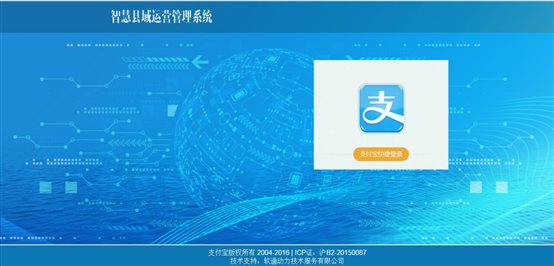 智慧县域运营管理系统
支
支付宝快捷登录
支付宝版权所有 2004-2016 | ICP证：沪B2-20150087
技术支持：软通动力技术服务有限公司